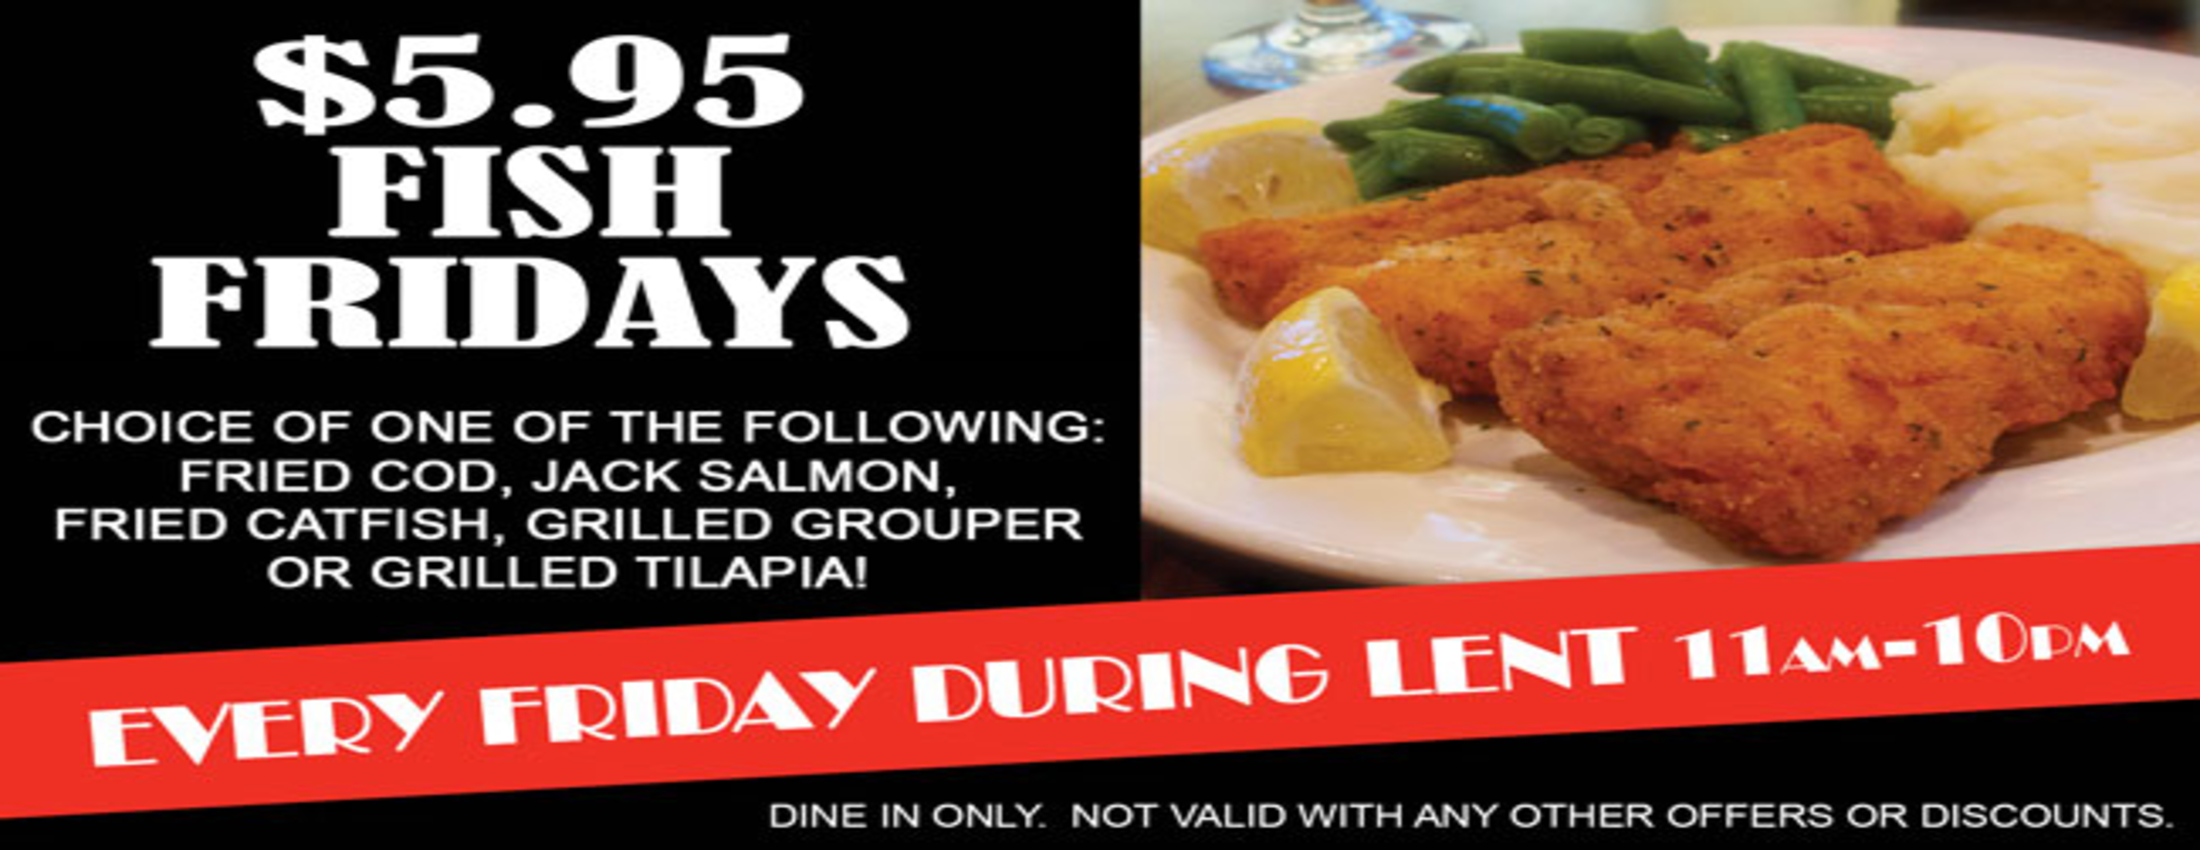 $5.95
FISH
FRIDAYS
CHOICE OF ONE OF THE FOLLOWING:
FRIED COD, JACK SALMON,
FRIED CATFISH, GRILLED GROUPER
OR GRILLED TILAPIA!
EVERY FRIDAY DURING LENT 11AM-10PM
DINE IN ONLY. NOT VALID WITH ANY OTHER OFFERS OR DISCOUNTS.